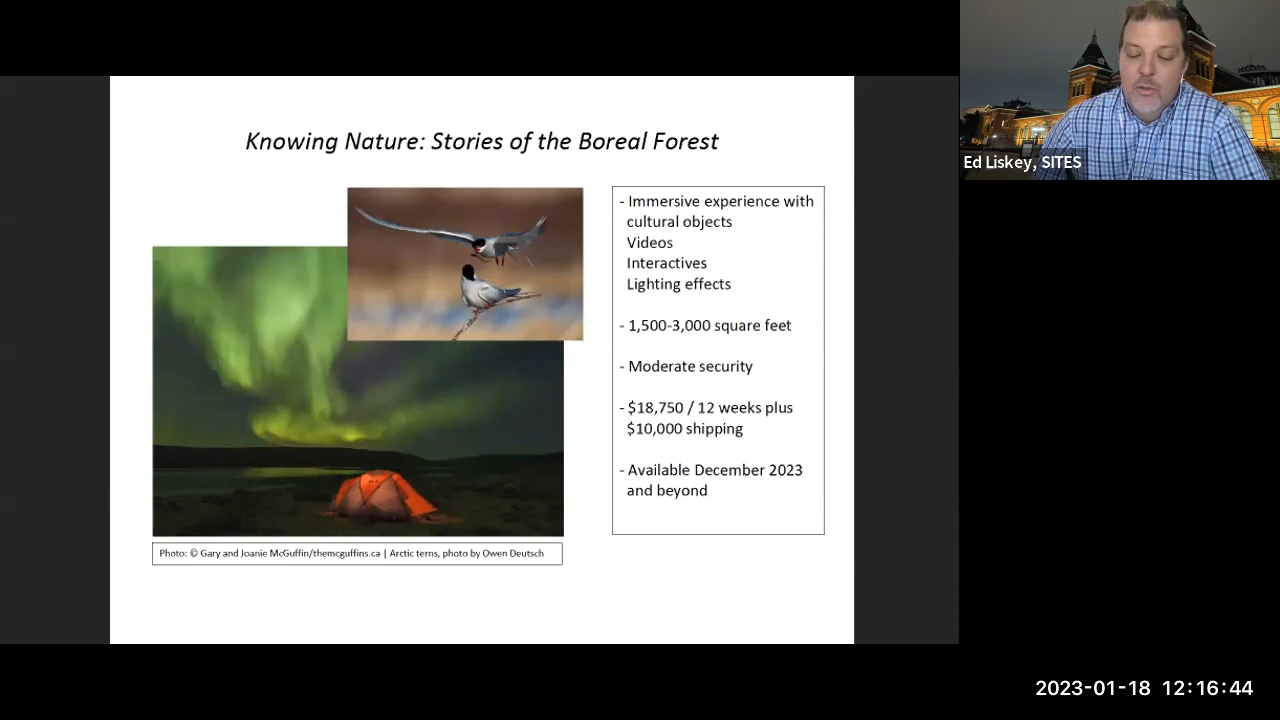 Knowing Nature: Stories of the Boreal Forest
- Immersive experience with
cultural objects
Videos
Interactives
Lighting effects
- 1,500-3,000 square feet
- Moderate security
- $18,750 / 12 weeks plus
$10,000 shipping
- Available December 2023
and beyond
Photo: © Gary and Joanie McGuffin/themcguffins.ca | Arctic terns, photo by Owen Deutsch
Ed Liskey, SITES
2023-01-18 12:16:44